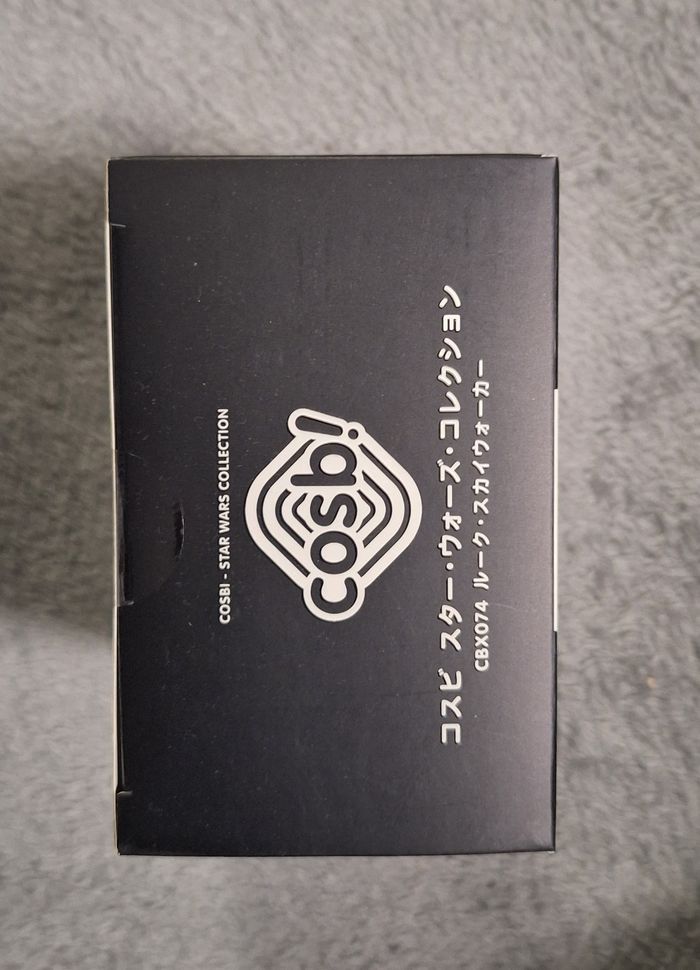 COSBI - STAR WARS COLLECTION
cosbi
コスビ スター・ウォーズ・コレクション
CBX074 ルーク・スカイウォーカー